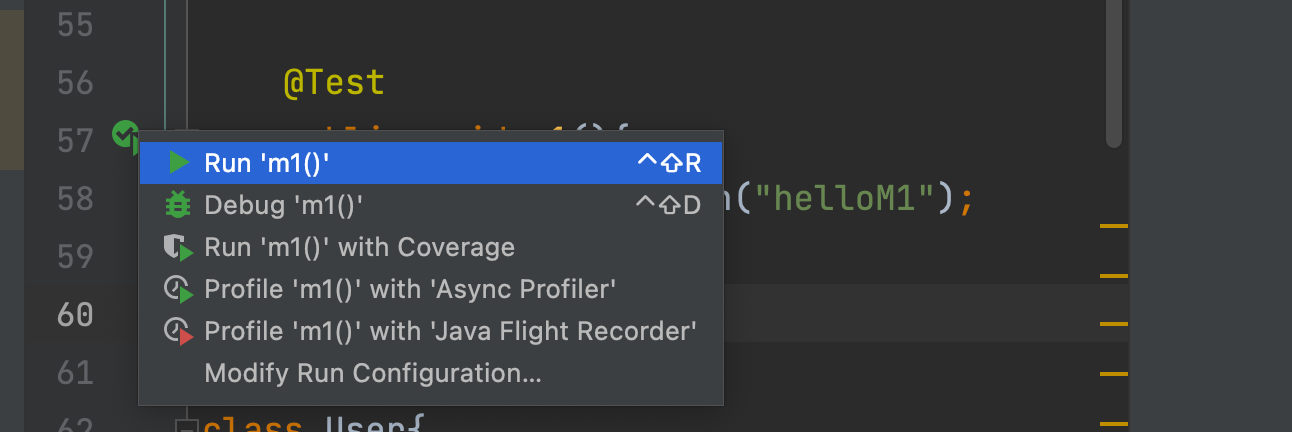 55
56 @Test
57
Run 'm1()' ^⇧R
58 ("helloM1");
Debug 'm1()' ^⇧D
59
Run 'm1()' with Coverage
Profile 'm1()' with 'Async Profiler'
60
Profile 'm1()' with 'Java Flight Recorder'
61
Modify Run Configuration...
62 class User{